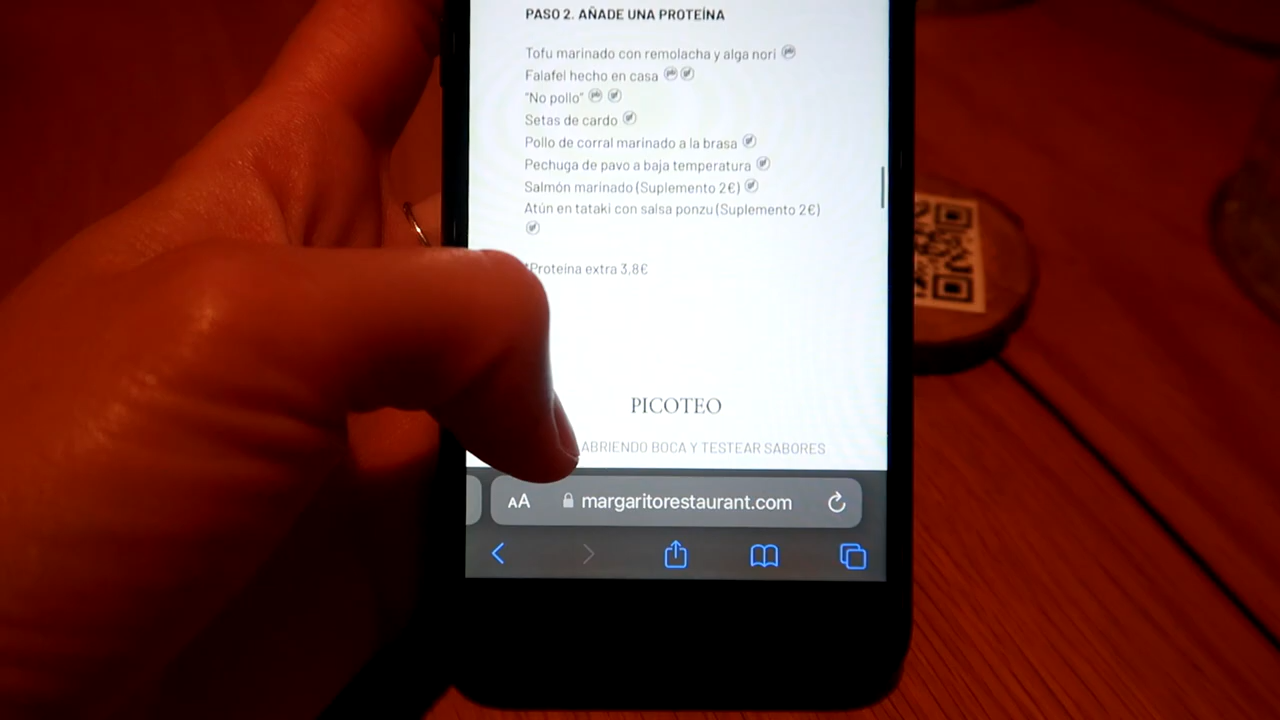 PASO 2. AÑADE UNA PROTEÍNA
Tofu marinado con remolacha y alga nori
Falafel hecho en casa
"No pollo"
Setas de cardo
Pollo de corral marinado a la brasa
Pechuga de pavo a baja temperatura
Salmón marinado (Suplemento 2€)
Atún en tataki con salsa ponzu (Suplemento 2€)
*Proteina extra 3,8€
PICOTEO
ABRIENDO BOCA Y TESTEAR SABORES
AA margaritorestaurant.com